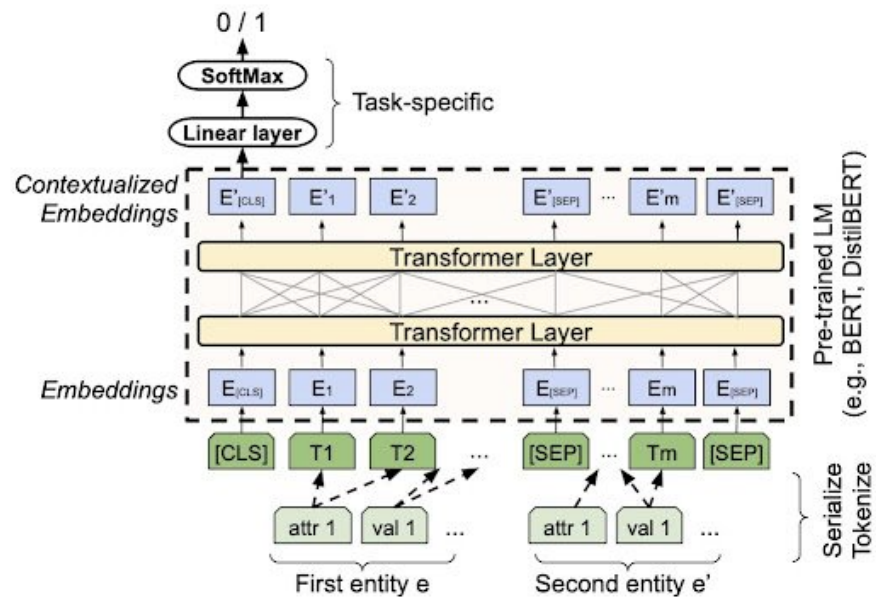 0 / 1
SoftMax
Linear layer
Task-specific
Contextualized
Embeddings
E'[CLS] E'1 E'2 E'[SEP] ... E'm E'[SEP]
Transformer Layer
...
Transformer Layer
Embeddings
E[CLS] E1 E2 E[SEP] ... Em E[SEP]
Pre-trained LM
(e.g., BERT, DistilBERT)
[CLS] T1 T2 ... [SEP] ... Tm [SEP]
attr 1 val 1 ... attr 1 val 1 ...
Serialize
Tokenize
First entity e Second entity e'